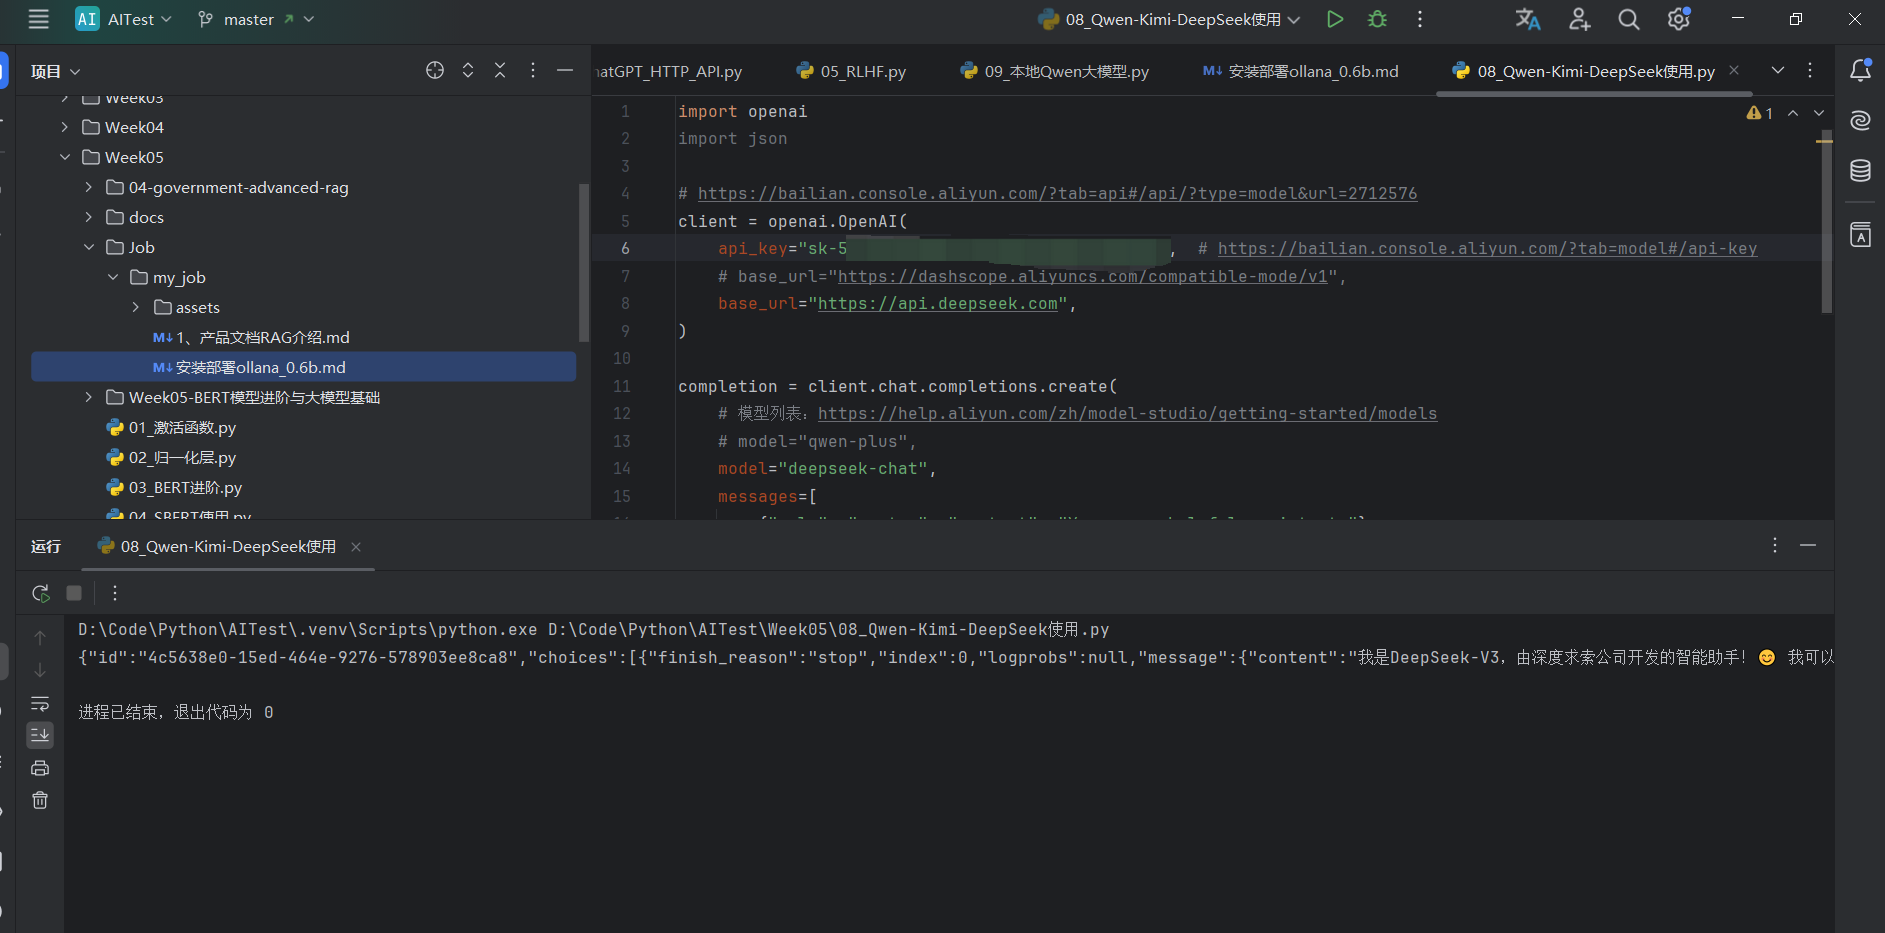 AI AITest master 08_Qwen-Kimi-DeepSeek使用
项目
Week03
Week04
Week05
04-government-advanced-rag
docs
Job
my_job
assets
M↓ 1、产品文档RAG介绍.md
M↓ 安装部署ollana_0.6b.md
Week05-BERT模型进阶与大模型基础
01_激活函数.py
02_归一化层.py
03_BERT进阶.py
04_SBERT使用.py
atGPT_HTTP_API.py 05_RLHF.py 09_本地Qwen大模型.py M↓ 安装部署ollana_0.6b.md 08_Qwen-Kimi-DeepSeek使用.py
1
1 import openai
2 import json
3
4 # https://bailian.console.aliyun.com/?tab=api#/api/?type=model&url=2712576
5 client = openai.OpenAI(
6 api_key="sk-5 , # https://bailian.console.aliyun.com/?tab=model#/api-key
7 # base_url="https://dashscope.aliyuncs.com/compatible-mode/v1",
8 base_url="https://api.deepseek.com",
9 )
10
11 completion = client.chat.completions.create(
12 # 模型列表：https://help.aliyun.com/zh/model-studio/getting-started/models
13 # model="qwen-plus",
14 model="deepseek-chat",
15 messages=[
运行 08_Qwen-Kimi-DeepSeek使用
D:\Code\Python\AITest\.venv\Scripts\python.exe D:\Code\Python\AITest\Week05\08_Qwen-Kimi-DeepSeek使用.py
{"id":"4c5638e0-15ed-464e-9276-578903ee8ca8","choices":[{"finish_reason":"stop","index":0,"logprobs":null,"message":{"content":"我是DeepSeek-V3，由深度求索公司开发的智能助手！😊 我可以
进程已结束，退出代码为 0